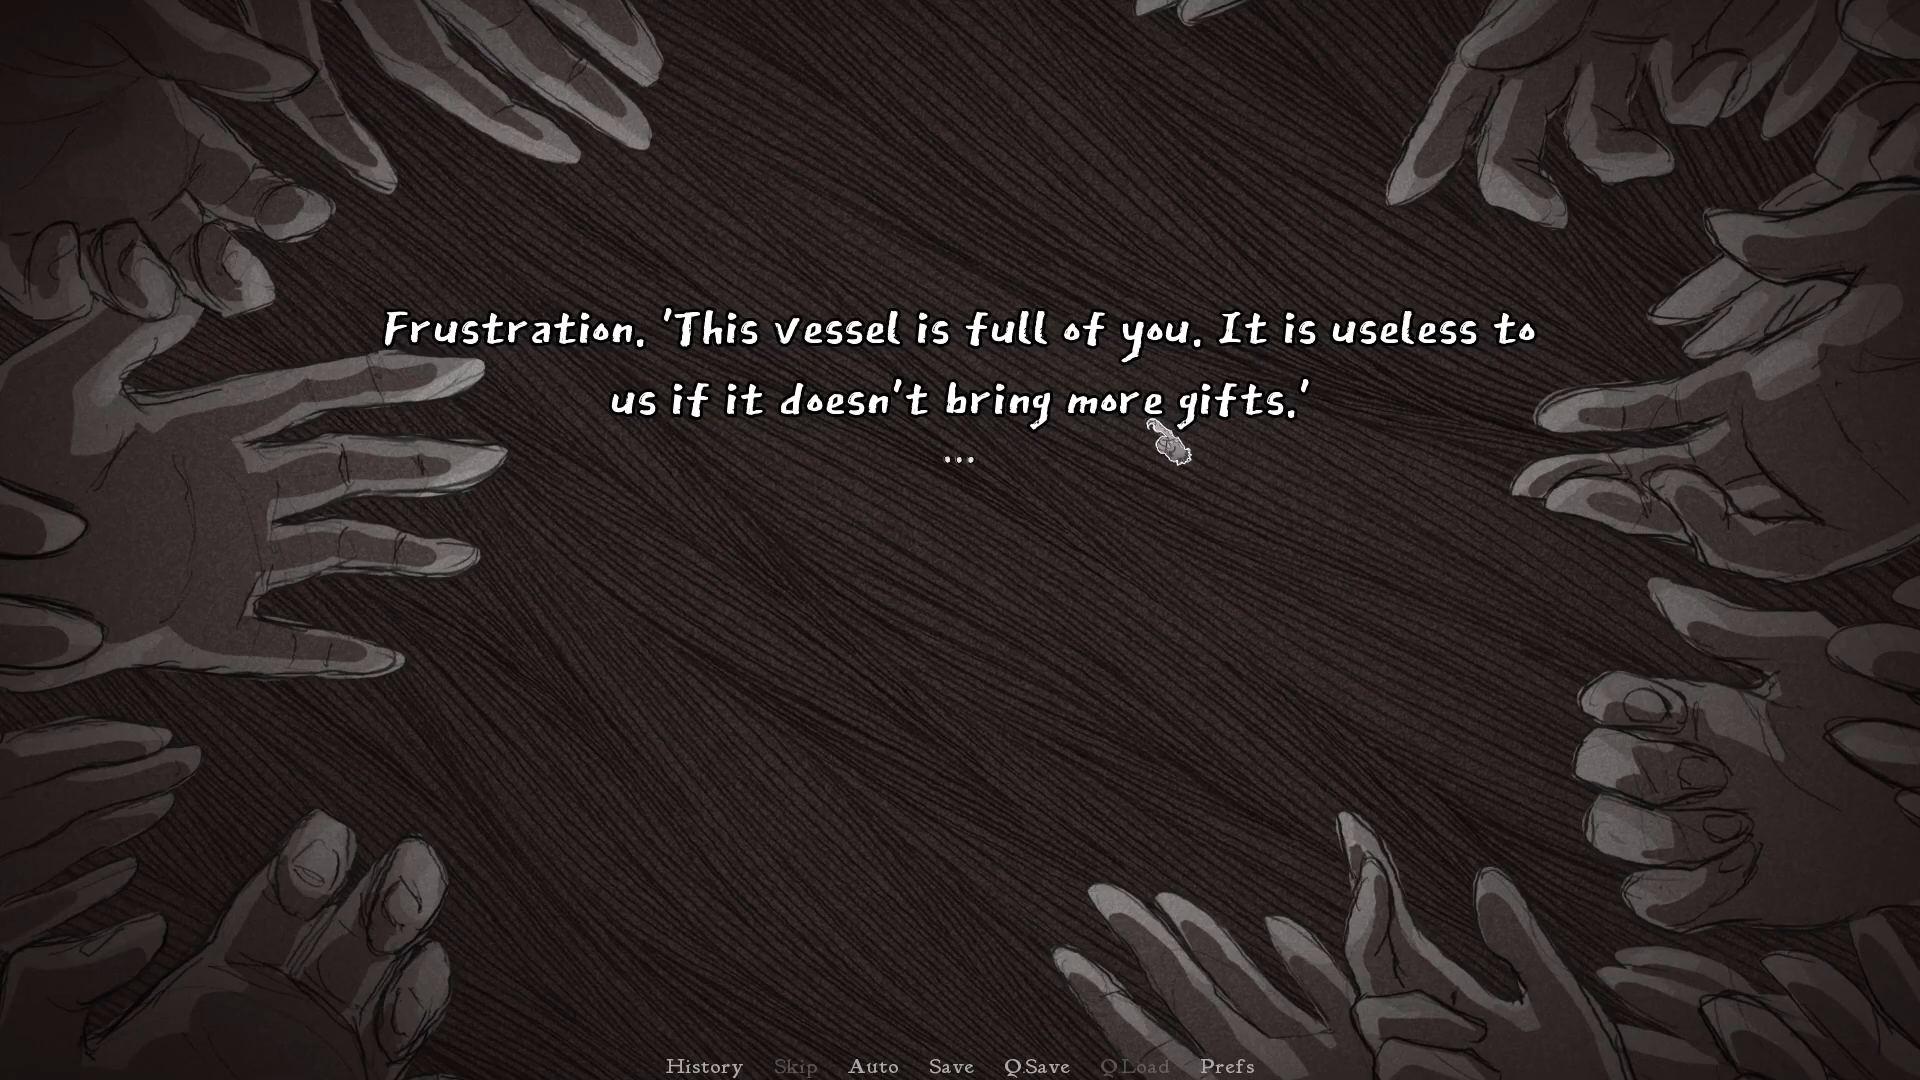 Frustration. 'This vessel is full of you. It is useless to
us if it doesn't bring more gifts.'
...
History Skip Auto Save Q.Save Q.Load Prefs